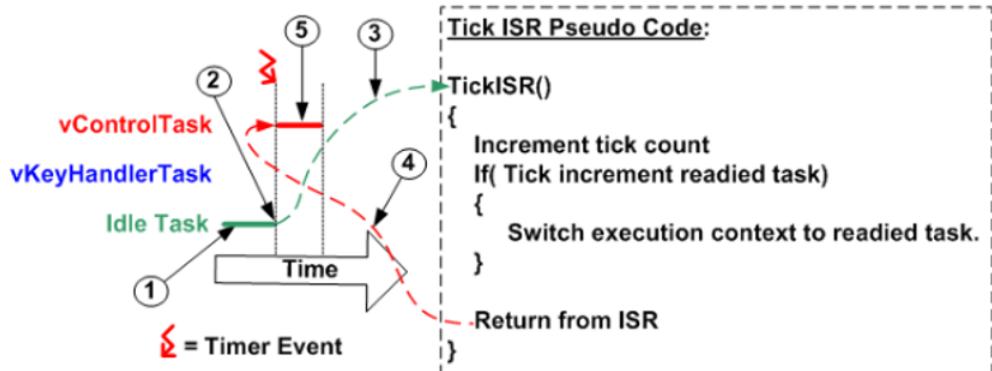 5
3
2
4
1
vControlTask
vKeyHandlerTask
Idle Task
Time
= Timer Event
Tick ISR Pseudo Code:
TickISR()
{
Increment tick count
If( Tick increment readied task)
{
Switch execution context to readied task.
}
Return from ISR
}